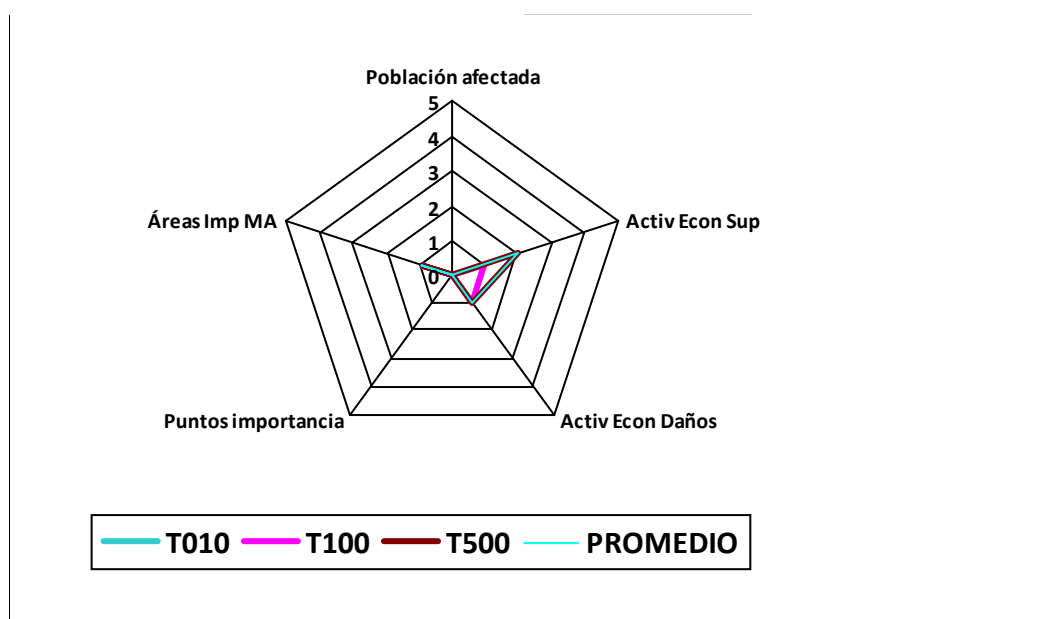 Población afectada
5
4
3
2
1
0
Áreas Imp MA
Activ Econ Sup
Puntos importancia
Activ Econ Daños
T010 T100 T500 PROMEDIO